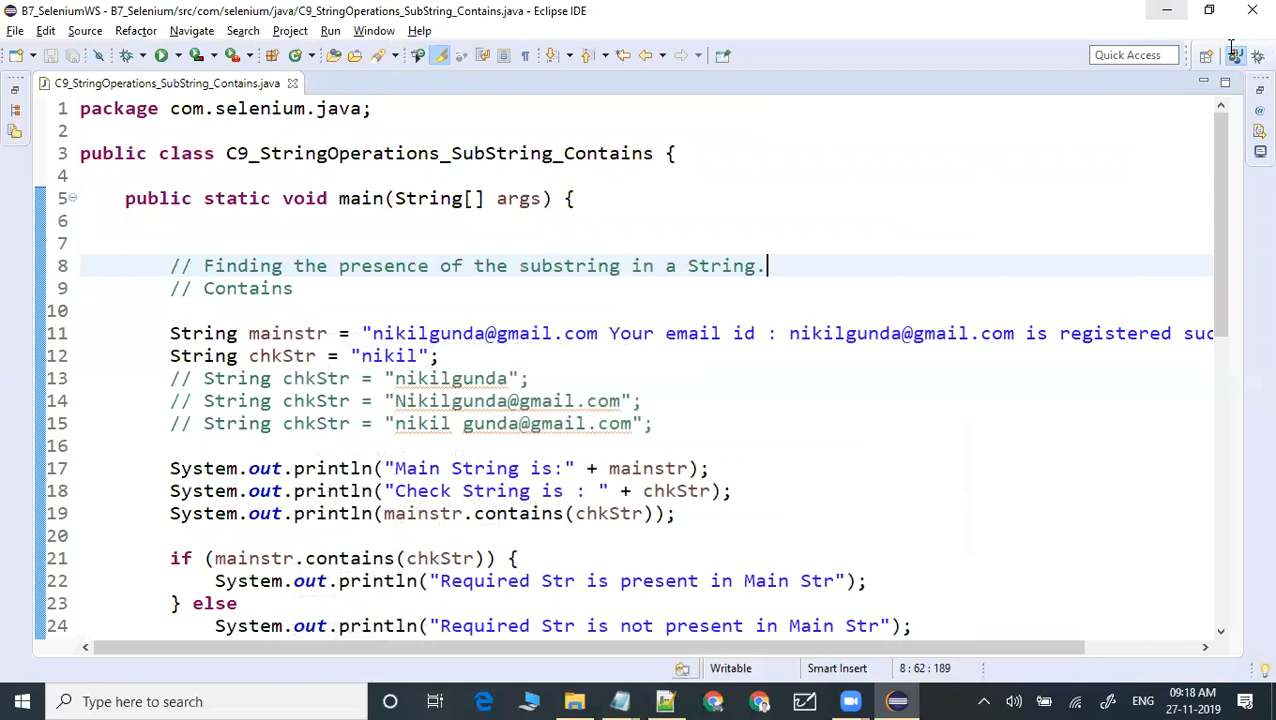 B7_SeleniumWS - B7_Selenium/src/com/selenium/java/C9_StringOperations_SubString_Contains.java - Eclipse IDE
File Edit Source Refactor Navigate Search Project Run Window Help
Quick Access
C9_StringOperations_SubString_Contains.java
1 package com.selenium.java;
2
3 public class C9_StringOperations_SubString_Contains {
4
5 public static void main(String[] args) {
6
7
8 // Finding the presence of the substring in a String.
9 // Contains
10
11 String mainstr = "nikilgunda@gmail.com Your email id : nikilgunda@gmail.com is registered suc
12 String chkStr = "nikil";
13 // String chkStr = "nikilgunda";
14 // String chkStr = "Nikilgunda@gmail.com";
15 // String chkStr = "nikil gunda@gmail.com";
16
17 System.out.println("Main String is:" + mainstr);
18 System.out.println("Check String is : " + chkStr);
19 System.out.println(mainstr.contains(chkStr));
20
21 if (mainstr.contains(chkStr)) {
22 System.out.println("Required Str is present in Main Str");
23 } else
24 System.out.println("Required Str is not present in Main Str");
Writable Smart Insert 8 : 62 : 189
Type here to search
ENG
09:18 AM
27-11-2019